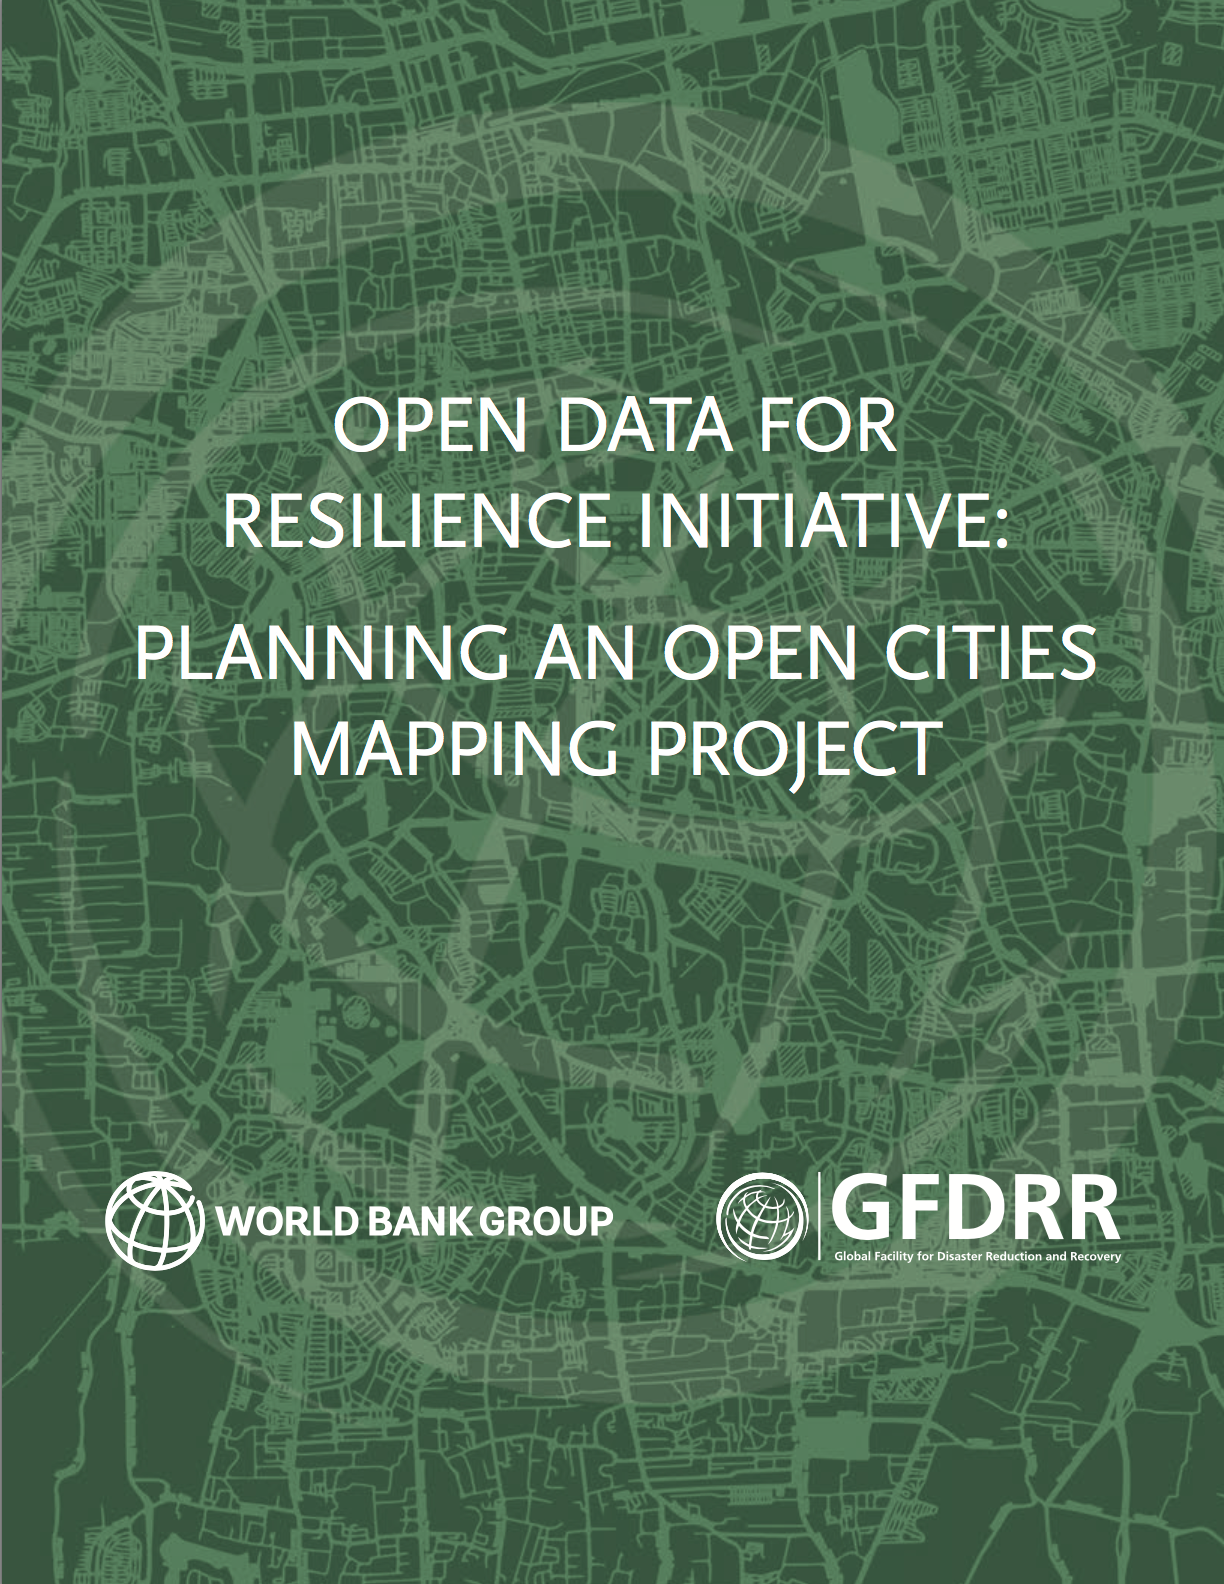 OPEN DATA FOR
RESILIENCE INITIATIVE:
PLANNING AN OPEN CITIES
MAPPING PROJECT
WORLD BANK GROUP
GFDRR
Global Facility for Disaster Reduction and Recovery